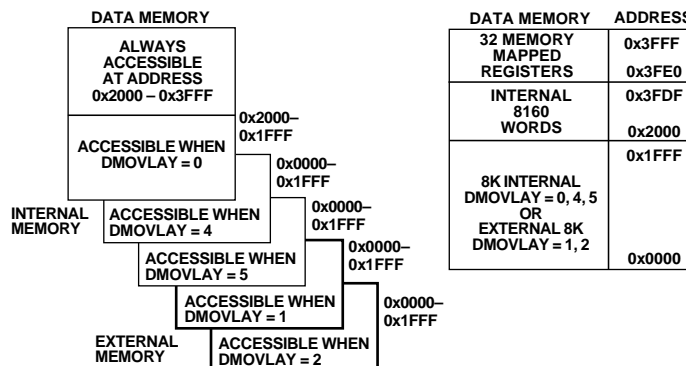 DATA MEMORY
ALWAYS
ACCESSIBLE
AT ADDRESS
0x2000 – 0x3FFF
0x2000–
0x1FFF
ACCESSIBLE WHEN
DMOVLAY = 0
0x0000–
0x1FFF
INTERNAL
MEMORY
ACCESSIBLE WHEN
DMOVLAY = 4
0x0000–
0x1FFF
ACCESSIBLE WHEN
DMOVLAY = 5
0x0000–
0x1FFF
ACCESSIBLE WHEN
DMOVLAY = 1
0x0000–
0x1FFF
EXTERNAL
MEMORY
ACCESSIBLE WHEN
DMOVLAY = 2
DATA MEMORY ADDRESS
32 MEMORY
MAPPED
REGISTERS
0x3FFF
0x3FE0
INTERNAL
8160
WORDS
0x3FDF
0x2000
8K INTERNAL
DMOVLAY = 0, 4, 5
OR
EXTERNAL 8K
DMOVLAY = 1, 2
0x1FFF
0x0000